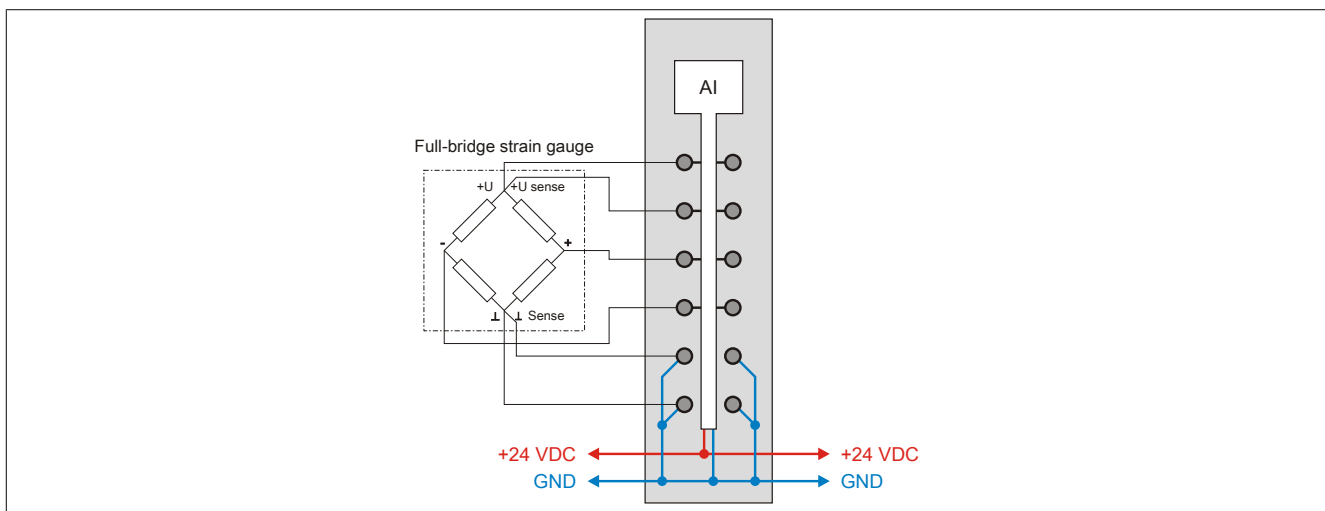 AI
Full-bridge strain gauge
+U +U sense
- +
⊥ ⊥ Sense
+24 VDC +24 VDC
GND GND